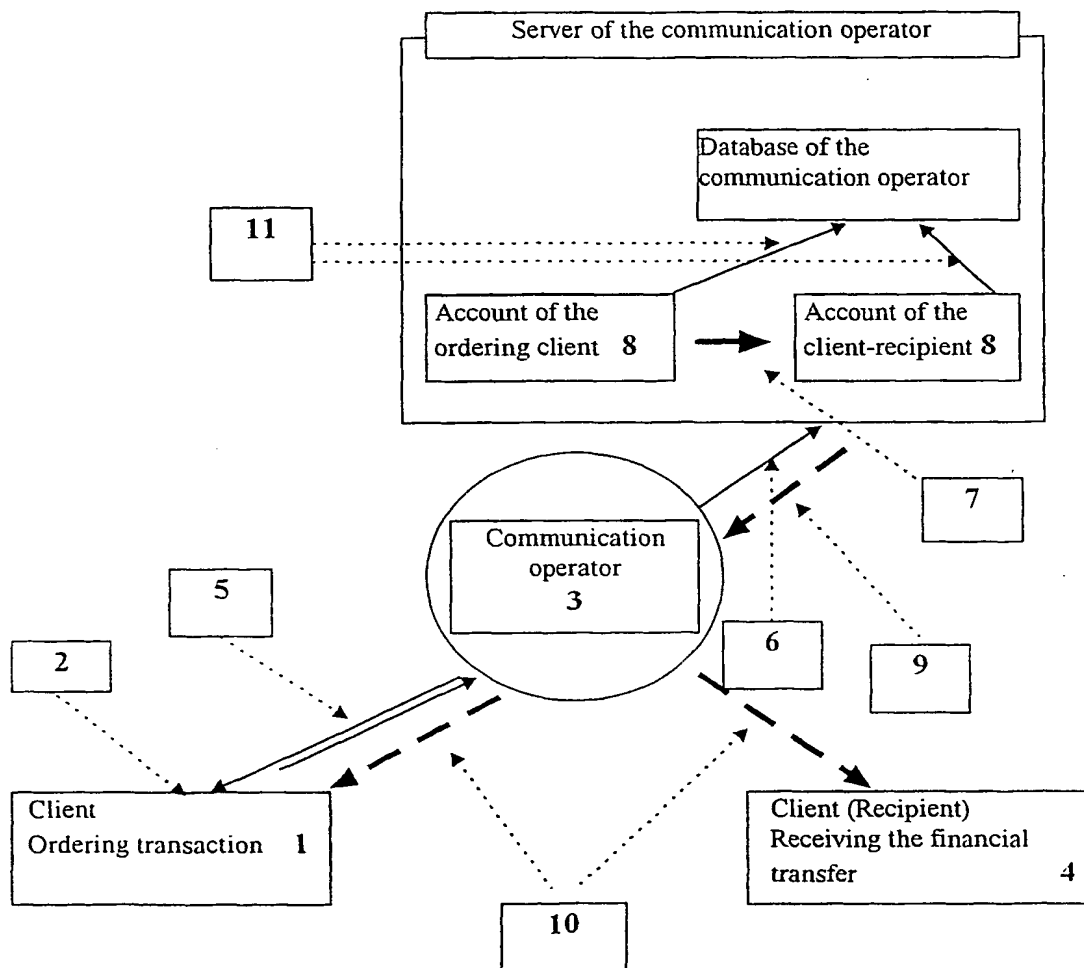 Server of the communication operator
Database of the
communication operator
11
Account of the
ordering client 8
Account of the
client-recipient 8
7
Communication
operator
3
5
6
9
2
Client
Ordering transaction 1
Client (Recipient)
Receiving the financial
transfer 4
10